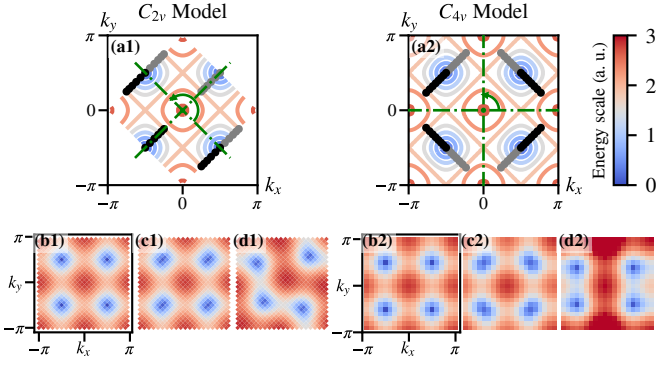 C2v Model
C4v Model
ky
ky
π
(a1)
π
(a2)
3
0
0
2
1
−π
kx
−π
kx
0
−π
0
π
−π
0
π
Energy scale (a. u.)
π
(b1)
(c1)
(d1)
π
(b2)
(c2)
d2)
ky
ky
−π
−π
−π
kx
π
−π
kx
π